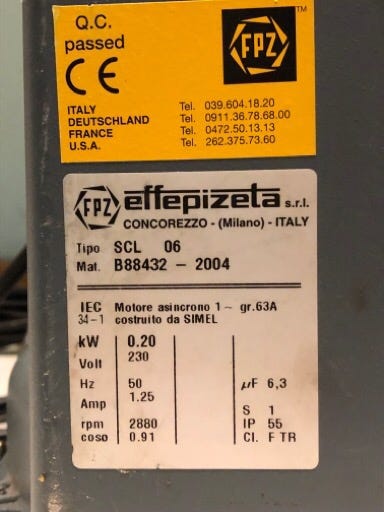 Q.C.
passed
CE
FPZ
TM
ITALY Tel. 039.604.18.20
DEUTSCHLAND Tel. 0911.36.78.68.00
FRANCE Tel. 0472.50.13.13
U.S.A. Tel. 262.375.73.60
FPZ effepizeta s.r.l.
CONCOREZZO - (Milano) - ITALY
Tipo SCL 06
Mat. B88432 - 2004
IEC Motore asincrono 1 ~ gr.63A
34-1 costruito da SIMEL
kW 0.20
Volt 230
Hz 50 µF 6,3
Amp 1.25
S 1
rpm 2880 IP 55
cosø 0.91 Cl. F TR